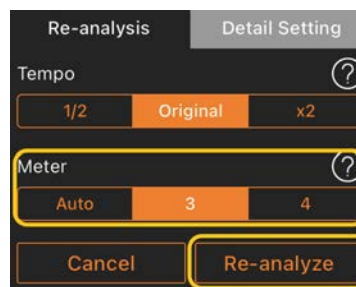 Re-analysis Detail Setting
Tempo ?
1/2 Original x2
Meter ?
Auto 3 4
Cancel Re-analyze